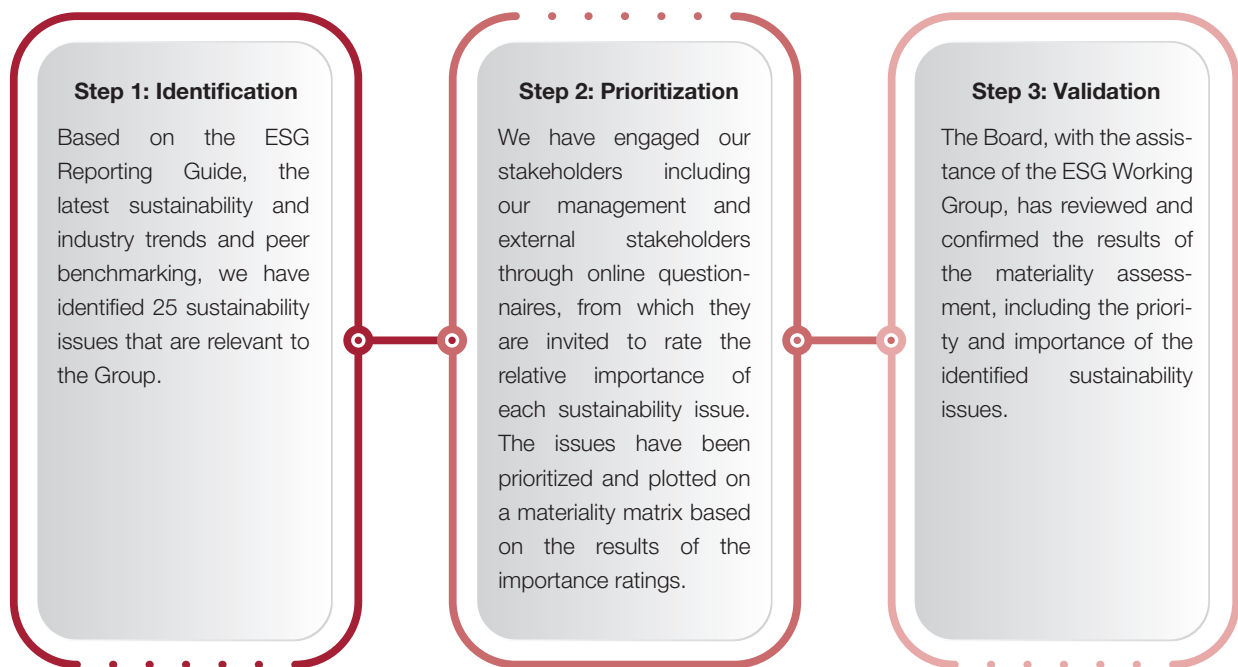 Step 1: Identification
Based on the ESG
Reporting Guide, the
latest sustainability and
industry trends and peer
benchmarking, we have
identified 25 sustainability
issues that are relevant to
the Group.
Step 2: Prioritization
We have engaged our
stakeholders including
our management and
external stakeholders
through online question-
naires, from which they
are invited to rate the
relative importance of
each sustainability issue.
The issues have been
prioritized and plotted on
a materiality matrix based
on the results of the
importance ratings.
Step 3: Validation
The Board, with the assis-
tance of the ESG Working
Group, has reviewed and
confirmed the results of
the materiality assess-
ment, including the priori-
ty and importance of the
identified sustainability
issues.